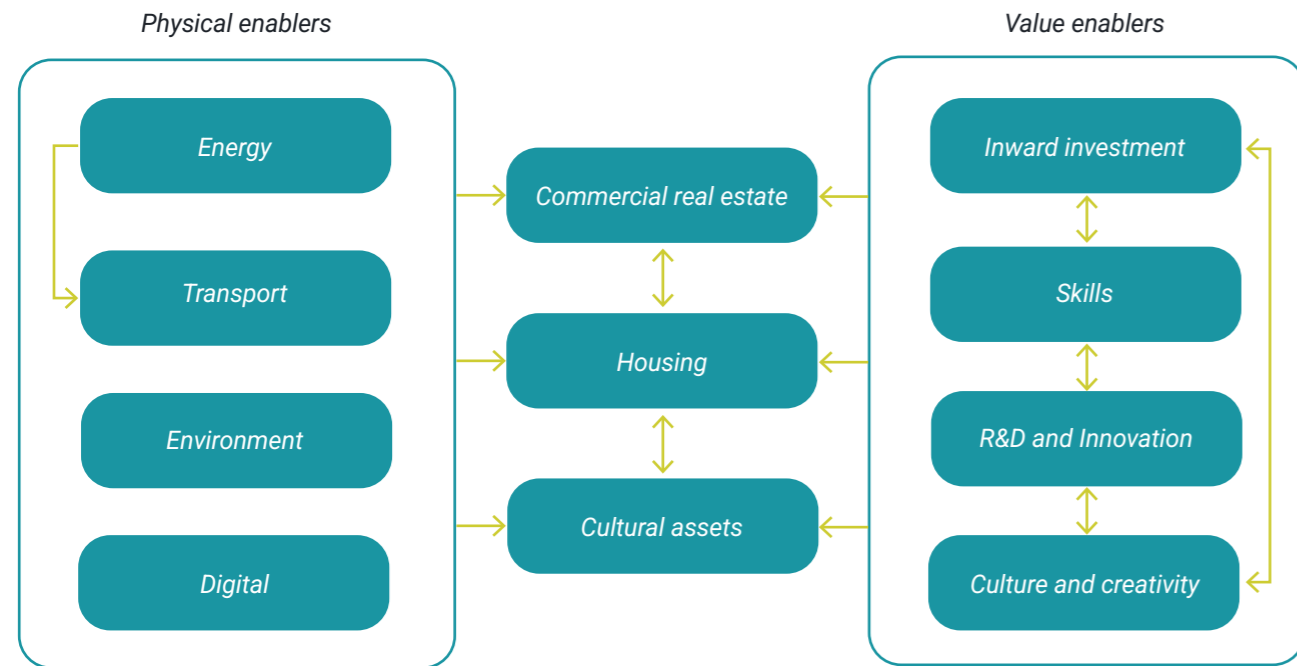 Physical enablers
Value enablers
Energy
Transport
Environment
Digital
Commercial real estate
Housing
Cultural assets
Inward investment
Skills
R&D and Innovation
Culture and creativity